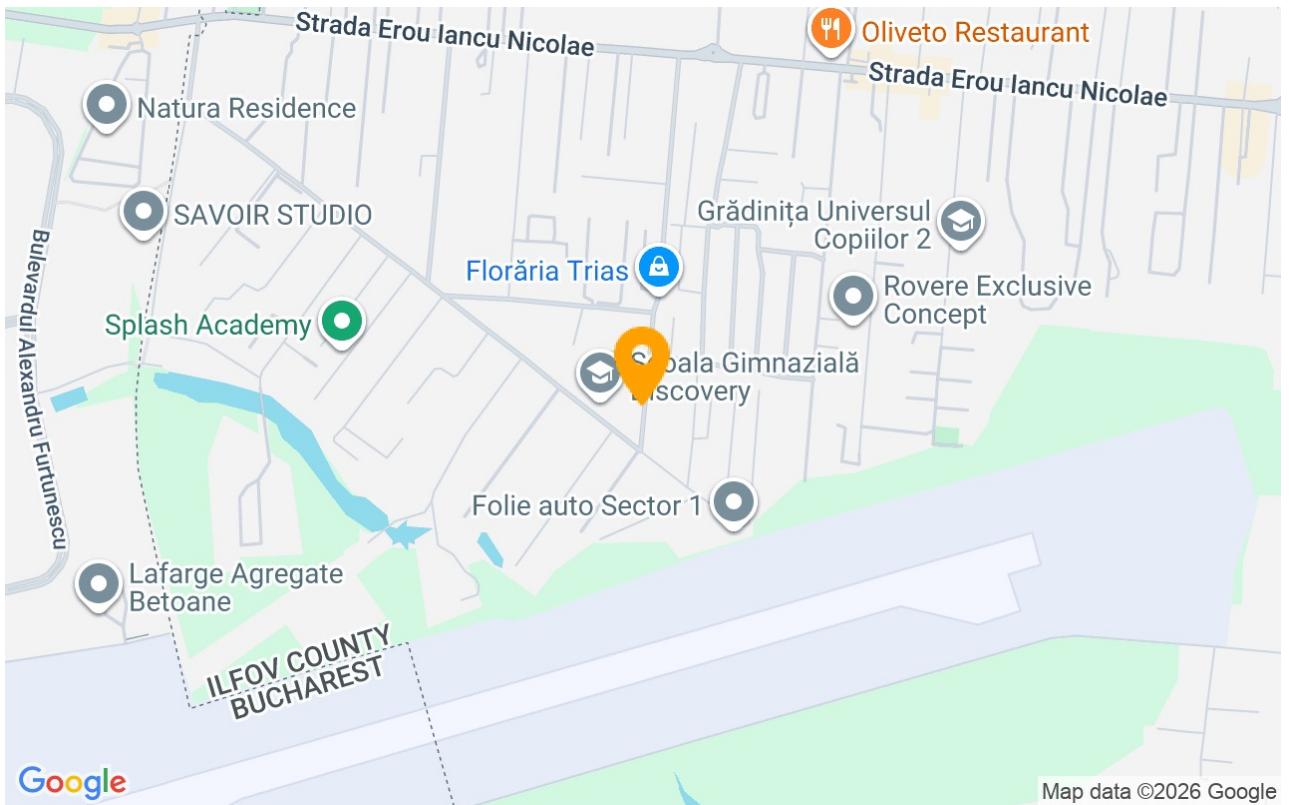 Strada Erou Iancu Nicolae
Oliveto Restaurant
Strada Erou Iancu Nicolae
Natura Residence
SAVOIR STUDIO
Grădinița Universul
Copiilor 2
Bulevardul Alexandru Furtunescu
Florăria Trias
Rovere Exclusive
Concept
Splash Academy
Gimnazială
Folie auto Sector 1
Lafarge Agregate
Betoane
ILFOV COUNTY
BUCHAREST
Google
Map data ©2026 Google